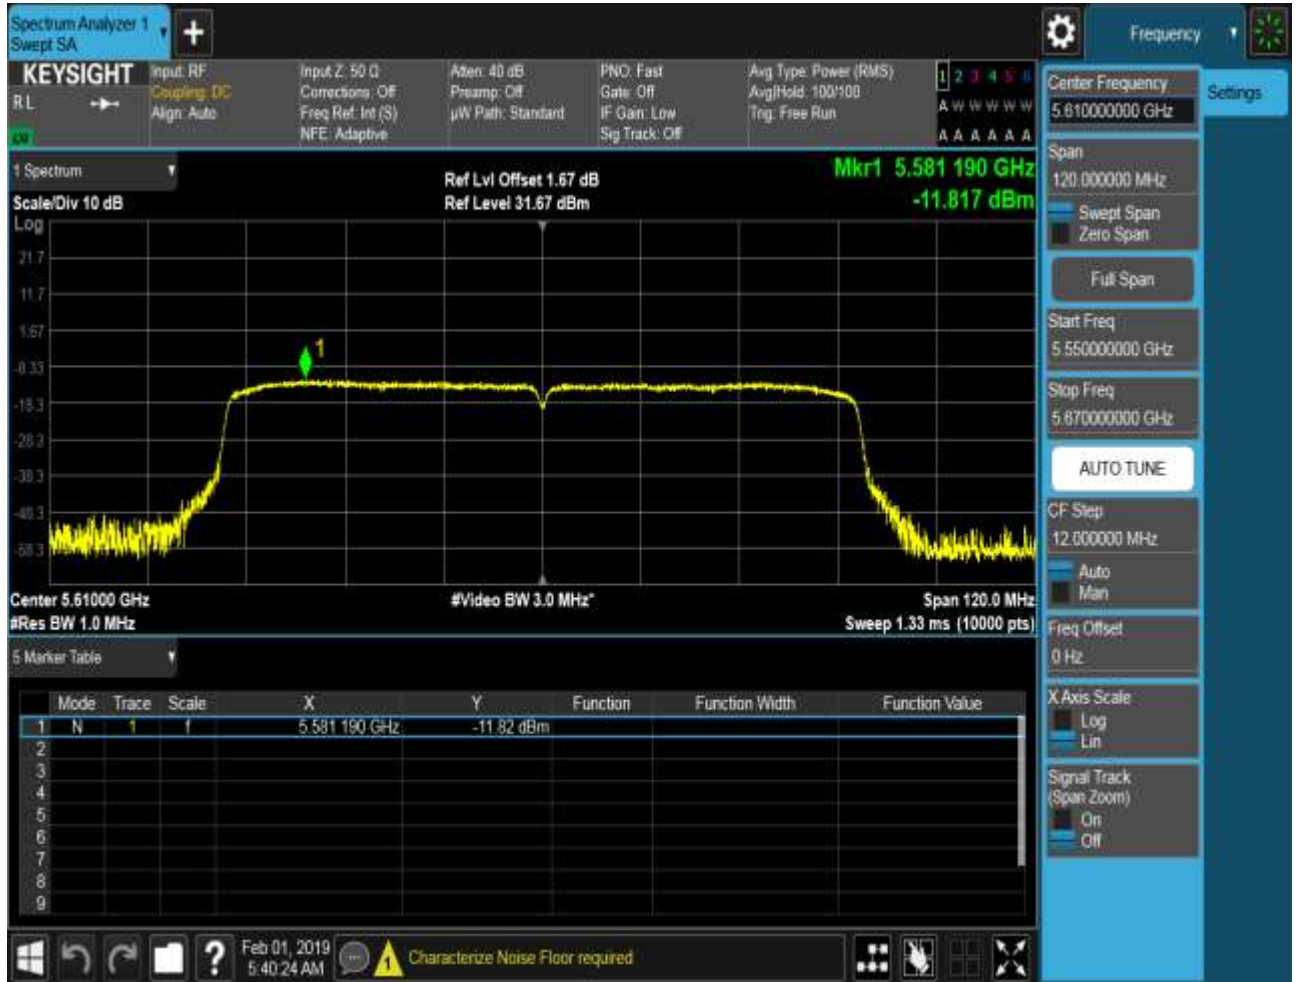 Spectrum Analyzer 1
Swept SA
Frequency
KEYSIGHT
R L
Input: RF
Coupling: DC
Align: Auto
Input Z: 50 Ω
Corrections: Off
Freq Ref: Int (S)
NFE: Adaptive
Atten: 40 dB
Preamp: Off
µW Path: Standard
PNO: Fast
Gate: Off
IF Gain: Low
Sig Track: Off
Avg Type: Power (RMS)
Avg|Hold: 100/100
Trig: Free Run
1 2 3 4 5 6
A W W W W W
A A A A A A
1 Spectrum
Scale/Div 10 dB
Ref Lvl Offset 1.67 dB
Ref Level 31.67 dBm
Mkr1 5.581 190 GHz
-11.817 dBm
Log
21.7
11.7
1.67
-8.33
-18.3
-28.3
-38.3
-48.3
-58.3
1
Center 5.61000 GHz
#Res BW 1.0 MHz
#Video BW 3.0 MHz*
Span 120.0 MHz
Sweep 1.33 ms (10000 pts)
5 Marker Table
Mode Trace Scale X Y Function Function Width Function Value
1 N 1 f 5.581 190 GHz -11.82 dBm
2
3
4
5
6
7
8
9
Center Frequency
5.610000000 GHz
Settings
Span
120.000000 MHz
Swept Span
Zero Span
Full Span
Start Freq
5.550000000 GHz
Stop Freq
5.670000000 GHz
AUTO TUNE
CF Step
12.000000 MHz
Auto
Man
Freq Offset
0 Hz
X Axis Scale
Log
Lin
Signal Track
(Span Zoom)
On
Off
?
Feb 01, 2019
5:40:24 AM
1
Characterize Noise Floor required